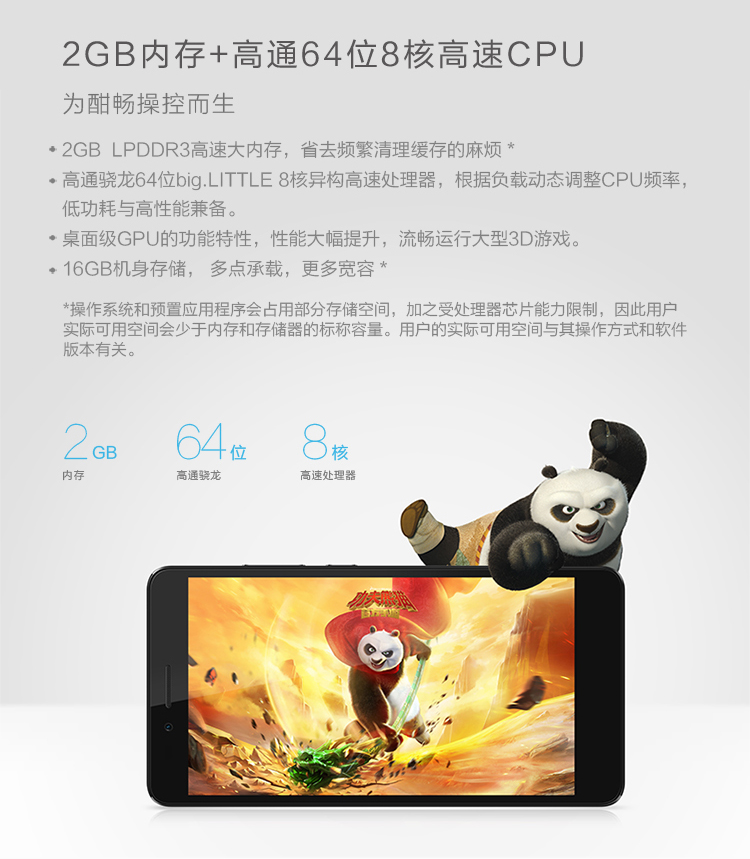 2GB内存+高通64位8核高速CPU
为酣畅操控而生
2GB LPDDR3高速大内存，省去频繁清理缓存的麻烦 *
高通骁龙64位big.LITTLE 8核异构高速处理器，根据负载动态调整CPU频率，
低功耗与高性能兼备。
桌面级GPU的功能特性，性能大幅提升，流畅运行大型3D游戏。
16GB机身存储， 多点承载，更多宽容 *
*操作系统和预置应用程序会占用部分存储空间，加之受处理器芯片能力限制，因此用户
实际可用空间会少于内存和存储器的标称容量。用户的实际可用空间与其操作方式和软件
版本有关。
2 GB 64 位 8 核
内存 高通骁龙 高速处理器
功夫熊猫